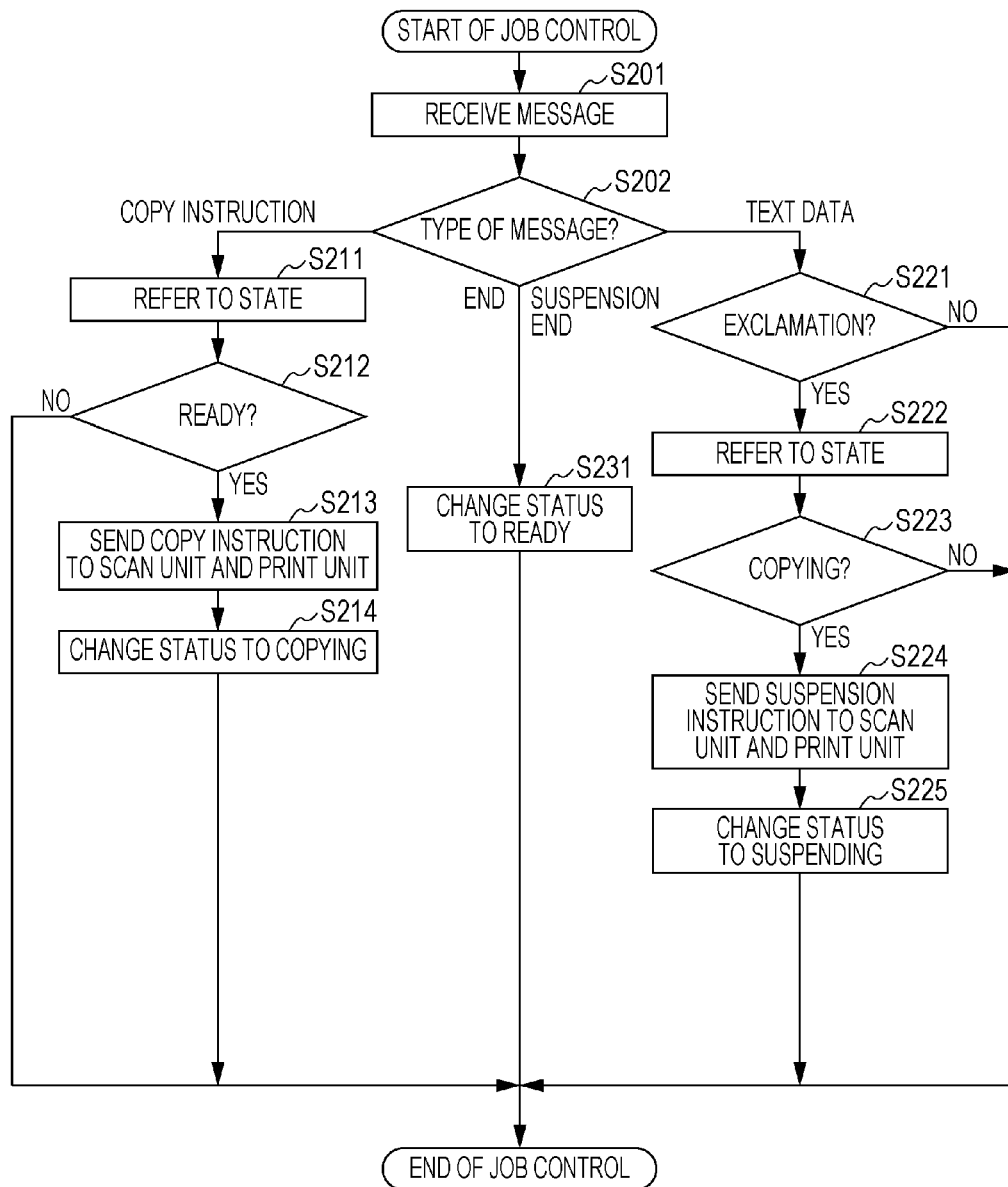 START OF JOB CONTROL
S201
RECEIVE MESSAGE
S202
TYPE OF MESSAGE?
COPY INSTRUCTION
S211
REFER TO STATE
S212
READY?
NO
YES
S213
SEND COPY INSTRUCTION
TO SCAN UNIT AND PRINT UNIT
S214
CHANGE STATUS TO COPYING
END
SUSPENSION
END
S231
CHANGE STATUS
TO READY
TEXT DATA
S221
EXCLAMATION?
NO
YES
S222
REFER TO STATE
S223
COPYING?
NO
YES
S224
SEND SUSPENSION
INSTRUCTION TO SCAN
UNIT AND PRINT UNIT
S225
CHANGE STATUS
TO SUSPENDING
END OF JOB CONTROL